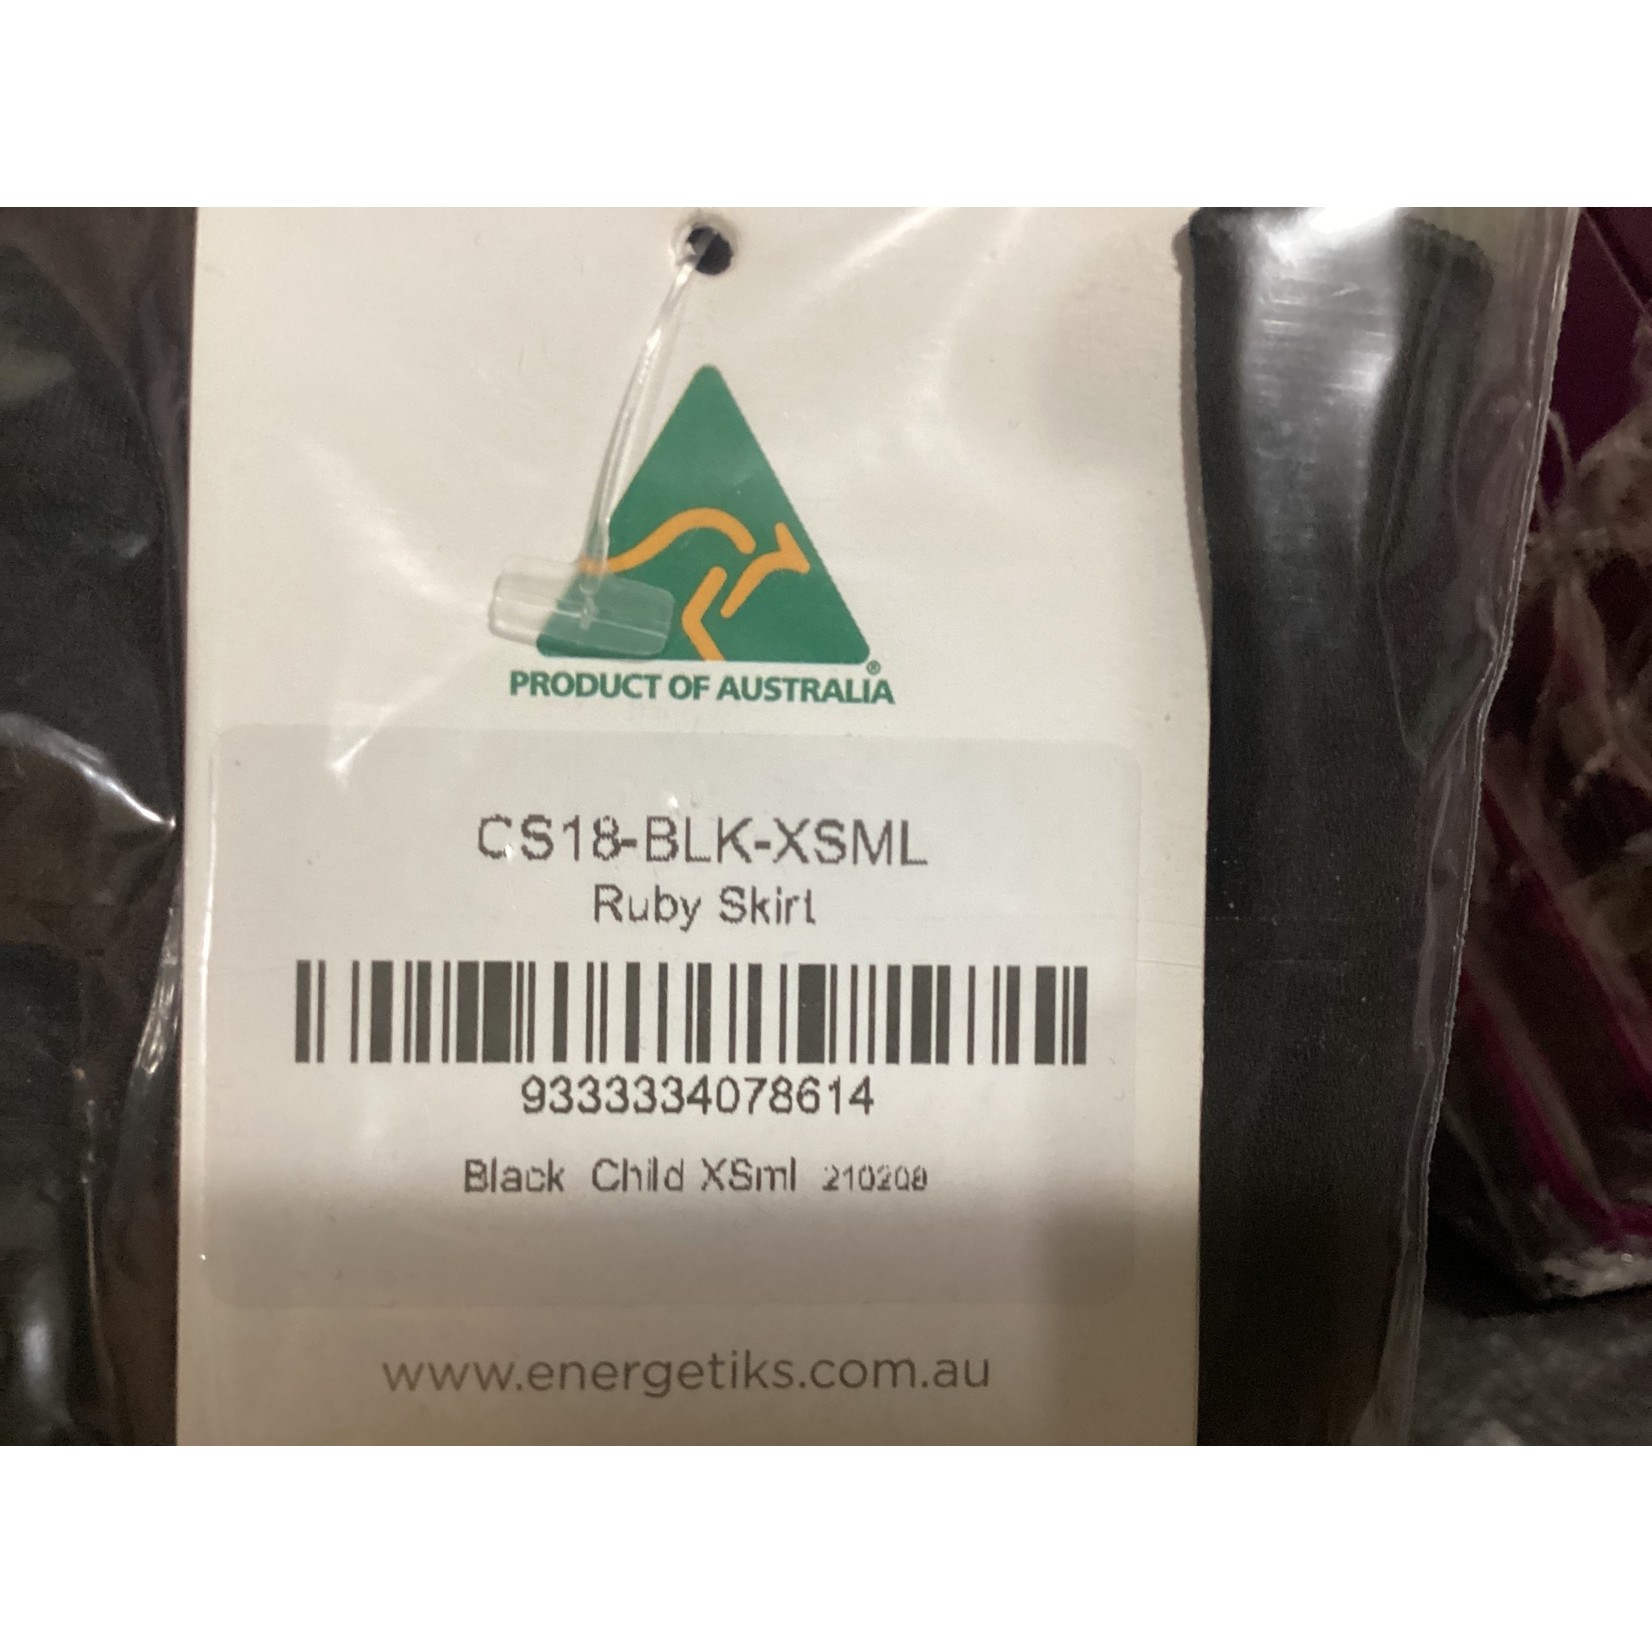 PRODUCT OF AUSTRALIA®
CS18-BLK-XSML
Ruby Skirt
9333334078614
Black Child XSml 210208
www.energetiks.com.au